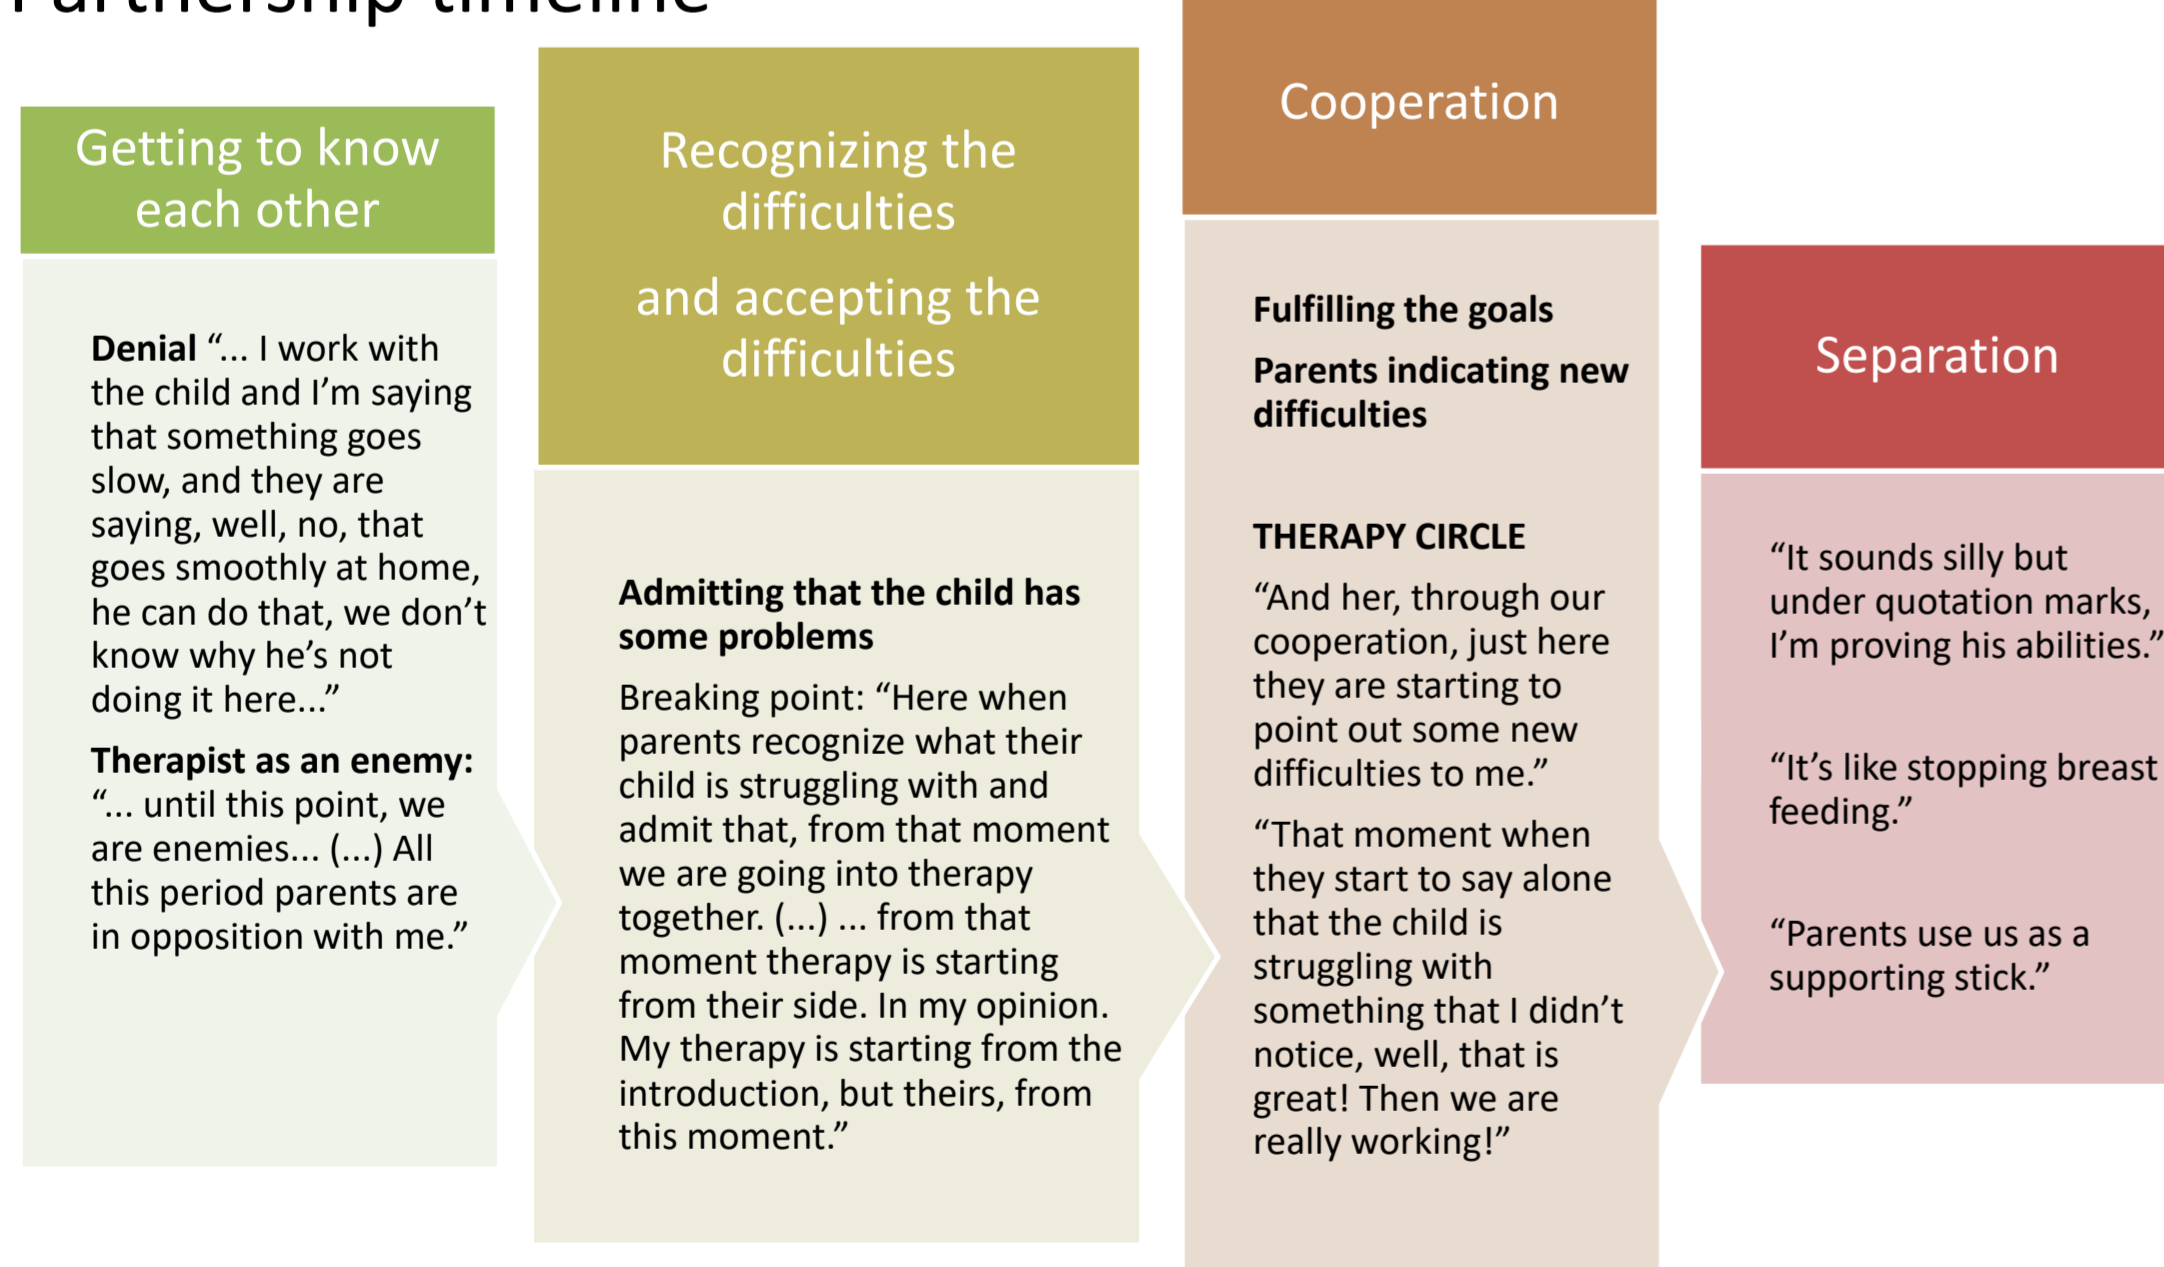 Partnership timeline
Getting to know
each other
Denial “... I work with
the child and I’m saying
that something goes
slow, and they are
saying, well, no, that
goes smoothly at home,
he can do that, we don’t
know why he’s not
doing it here...”
Therapist as an enemy:
“... until this point, we
are enemies... (...) All
this period parents are
in opposition with me.”
Recognizing the
difficulties
and accepting the
difficulties
Admitting that the child has
some problems
Breaking point: “Here when
parents recognize what their
child is struggling with and
admit that, from that moment
we are going into therapy
together. (...) ... from that
moment therapy is starting
from their side. In my opinion.
My therapy is starting from the
introduction, but theirs, from
this moment.”
Cooperation
Fulfilling the goals
Parents indicating new
difficulties
THERAPY CIRCLE
“And her, through our
cooperation, just here
they are starting to
point out some new
difficulties to me.”
“That moment when
they start to say alone
that the child is
struggling with
something that I didn’t
notice, well, that is
great! Then we are
really working!”
Separation
“It sounds silly but
under quotation marks,
I’m proving his abilities.”
“It’s like stopping breast
feeding.”
“Parents use us as a
supporting stick.”